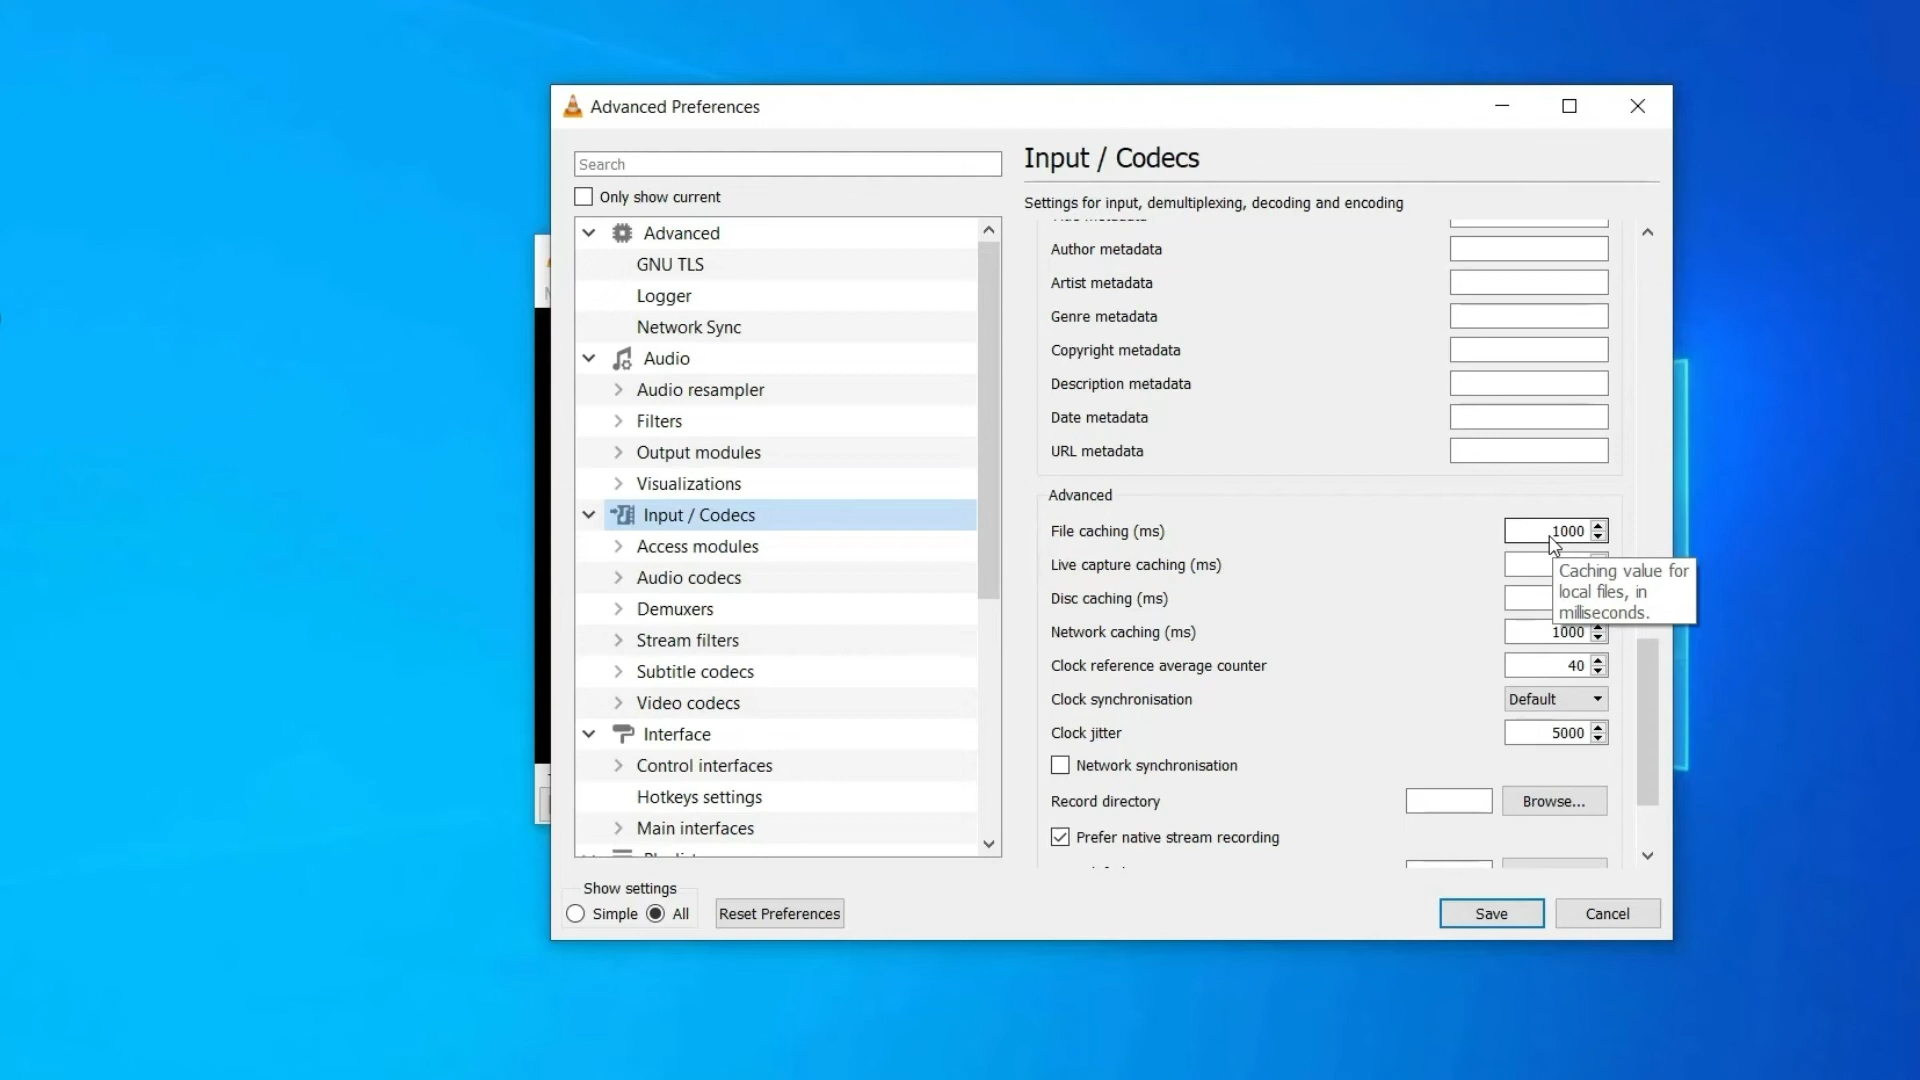 Advanced Preferences
Search
Only show current
Advanced
GNU TLS
Logger
Network Sync
Audio
Audio resampler
Filters
Output modules
Visualizations
Input / Codecs
Access modules
Audio codecs
Demuxers
Stream filters
Subtitle codecs
Video codecs
Interface
Control interfaces
Hotkeys settings
Main interfaces
Show settings
Simple All
Reset Preferences
Input / Codecs
Settings for input, demultiplexing, decoding and encoding
Author metadata
Artist metadata
Genre metadata
Copyright metadata
Description metadata
Date metadata
URL metadata
Advanced
File caching (ms) 1000
Live capture caching (ms)
Disc caching (ms)
Caching value for
local files, in
milliseconds.
Network caching (ms) 1000
Clock reference average counter 40
Clock synchronisation Default
Clock jitter 5000
Network synchronisation
Record directory Browse...
Prefer native stream recording
Save Cancel